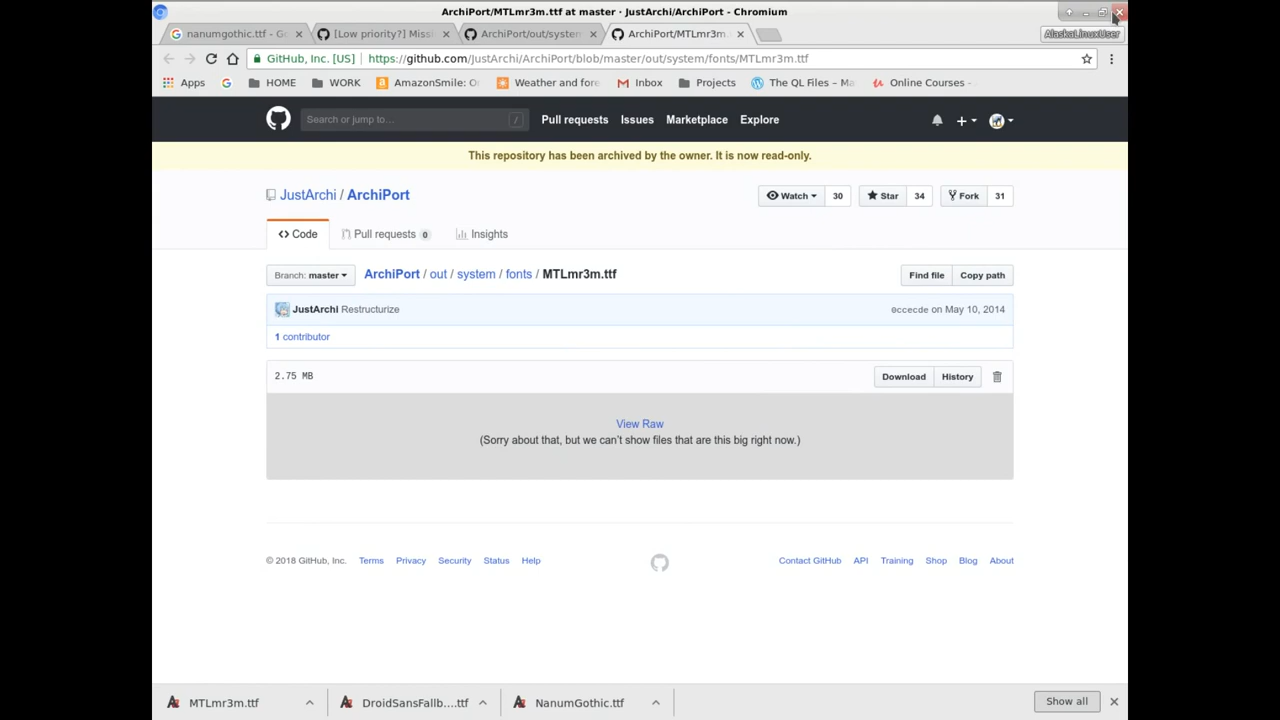 ArchiPort/MTLmr3m.ttf at master · JustArchi/ArchiPort - Chromium
nanumgothic.ttf - Go
[Low priority?] Missi
ArchiPort/out/system
ArchiPort/MTLmr3m.
AlaskaLinuxUser
GitHub, Inc. [US]
https://github.com/JustArchi/ArchiPort/blob/master/out/system/fonts/MTLmr3m.ttf
Apps
HOME
WORK
AmazonSmile: O
Weather and fore
Inbox
Projects
The QL Files – Ma
Online Courses -
Search or jump to…
/
Pull requests
Issues
Marketplace
Explore
This repository has been archived by the owner. It is now read-only.
JustArchi / ArchiPort
Watch
30
Star
34
Fork
31
Code
Pull requests 0
Insights
Branch: master
ArchiPort / out / system / fonts / MTLmr3m.ttf
Find file
Copy path
JustArchi Restructurize
0ccecde on May 10, 2014
1 contributor
2.75 MB
Download
History
View Raw
(Sorry about that, but we can't show files that are this big right now.)
© 2018 GitHub, Inc.
Terms
Privacy
Security
Status
Help
Contact GitHub
API
Training
Shop
Blog
About
MTLmr3m.ttf
DroidSansFallb....ttf
NanumGothic.ttf
Show all